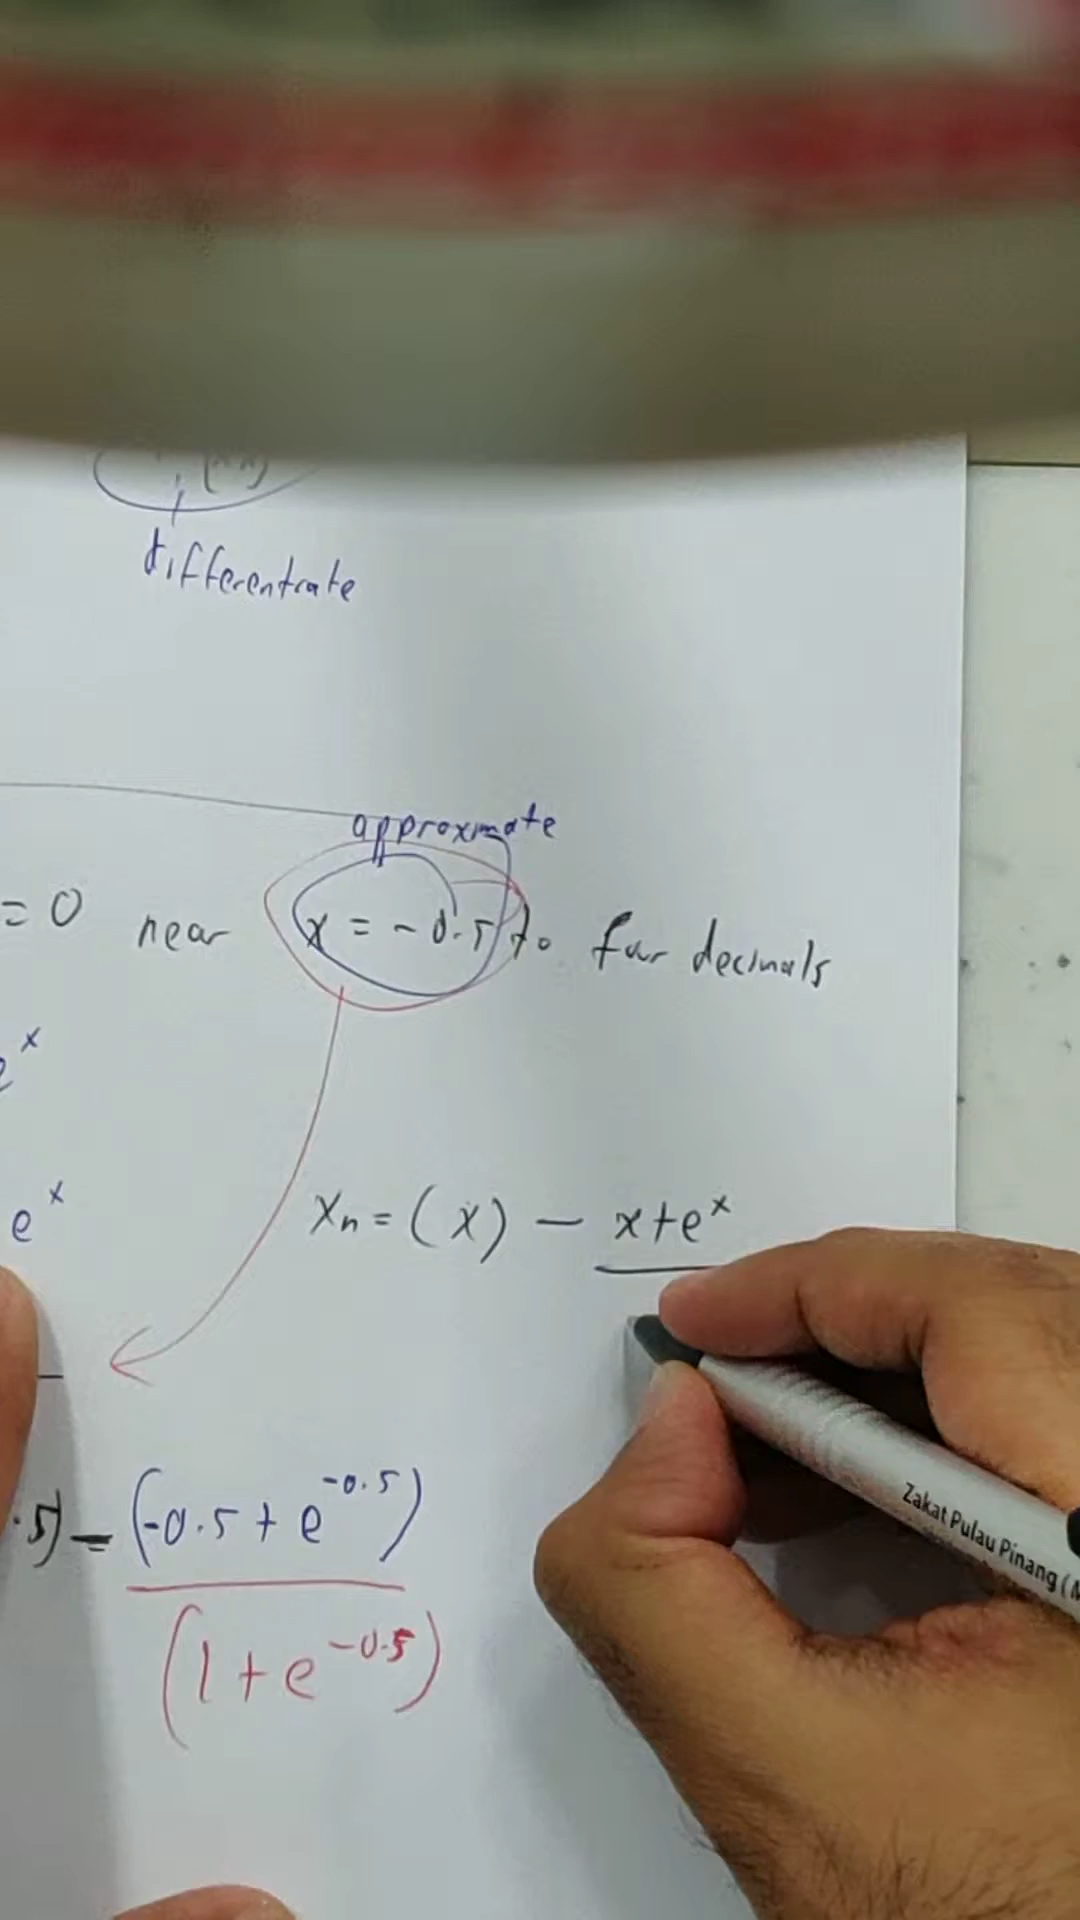 differentrate
approximate
= 0 near x = -0.5 to four decimals
e^x
e^x
Xn = (x) - x+e^x
.5) - (-0.5 + e^-0.5)
(1 + e^-0.5)
Zakat Pulau Pinang (M